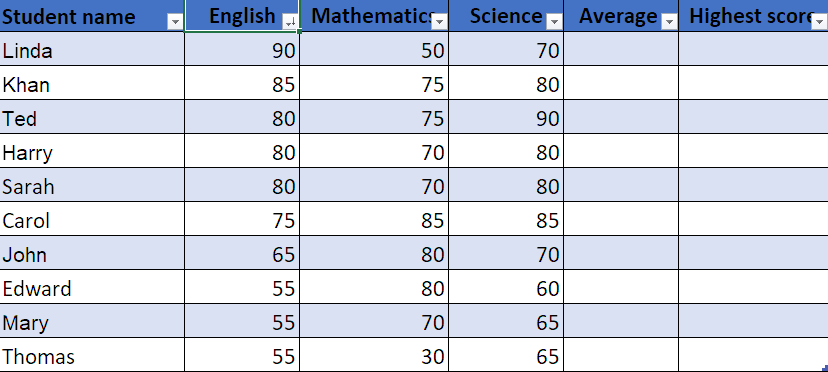 Student name English Mathematics Science Average Highest score
Linda 90 50 70
Khan 85 75 80
Ted 80 75 90
Harry 80 70 80
Sarah 80 70 80
Carol 75 85 85
John 65 80 70
Edward 55 80 60
Mary 55 70 65
Thomas 55 30 65